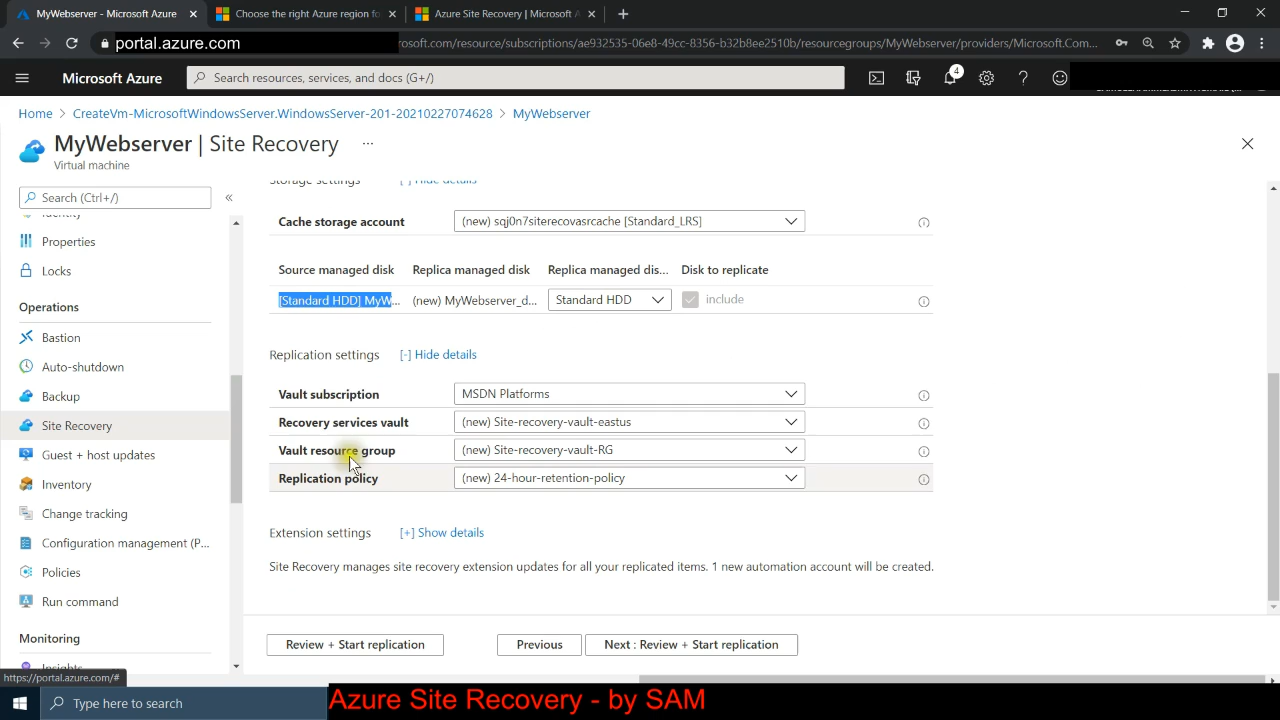 MyWebserver - Microsoft Azure
Choose the right Azure region fo
Azure Site Recovery | Microsoft A
portal.azure.com
rosoft.com/resource/subscriptions/ae932535-06e8-49cc-8356-b32b8ee2510b/resourcegroups/MyWebserver/providers/Microsoft.Com...
Microsoft Azure
Search resources, services, and docs (G+/)
4
Home > CreateVm-MicrosoftWindowsServer.WindowsServer-201-20210227074628 > MyWebserver
MyWebserver | Site Recovery ...
Virtual machine
Search (Ctrl+/)
«
Identity
Properties
Locks
Operations
Bastion
Auto-shutdown
Backup
Site Recovery
Guest + host updates
Inventory
Change tracking
Configuration management (P...
Policies
Run command
Monitoring
Insights
https://portal.azure.com/#
Storage settings [-] Hide details
Cache storage account (new) sqj0n7siterecovasrcache [Standard_LRS]
Source managed disk Replica managed disk Replica managed dis... Disk to replicate
[Standard HDD] MyW... (new) MyWebserver_d... Standard HDD include
Replication settings [-] Hide details
Vault subscription MSDN Platforms
Recovery services vault (new) Site-recovery-vault-eastus
Vault resource group (new) Site-recovery-vault-RG
Replication policy (new) 24-hour-retention-policy
Extension settings [+] Show details
Site Recovery manages site recovery extension updates for all your replicated items. 1 new automation account will be created.
Review + Start replication
Previous
Next : Review + Start replication
Type here to search
Azure Site Recovery - by SAM